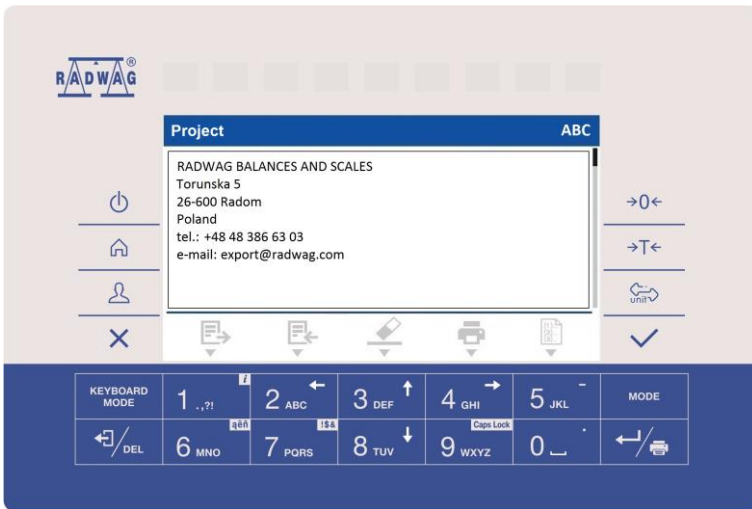 RADWAG®
Project ABC
RADWAG BALANCES AND SCALES
Torunska 5
26-600 Radom
Poland
tel.: +48 48 386 63 03
e-mail: export@radwag.com
→0←
→T←
unit
KEYBOARD
MODE
1 .,?! i
2 ABC ←
3 DEF ↑
4 GHI →
5 JKL -
MODE
DEL
6 MNO ąêñ
7 PQRS !$&
8 TUV ↓
9 WXYZ Caps Lock
0 .